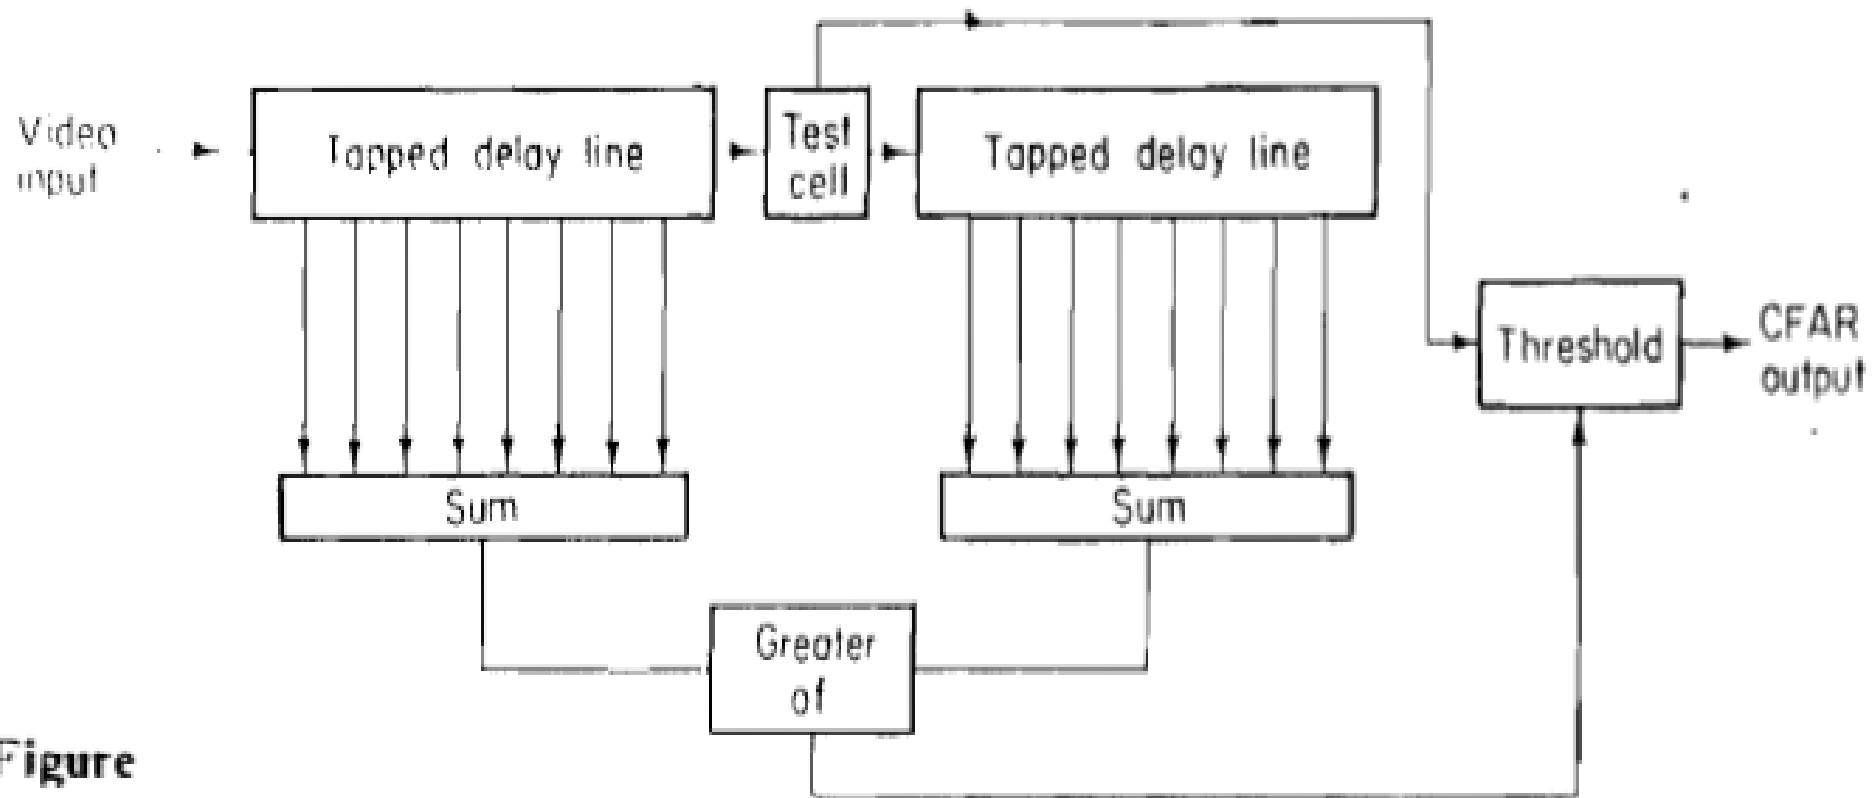 Video
input
Tapped delay line
Test
cell
Tapped delay line
Threshold
CFAR
output
Sum
Sum
Greater
of
Figure